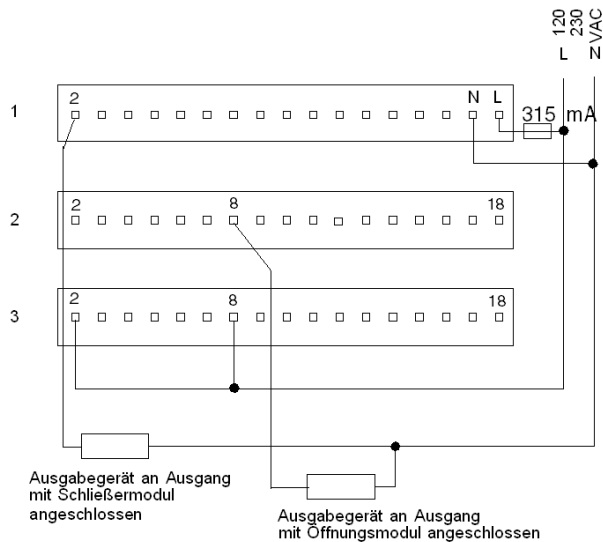 120
230
VAC
L N
1
2 N L
315 mA
2
2 8 18
3
2 8 18
Ausgabegerät an Ausgang
mit Schließermodul
angeschlossen
Ausgabegerät an Ausgang
mit Öffnungsmodul angeschlossen